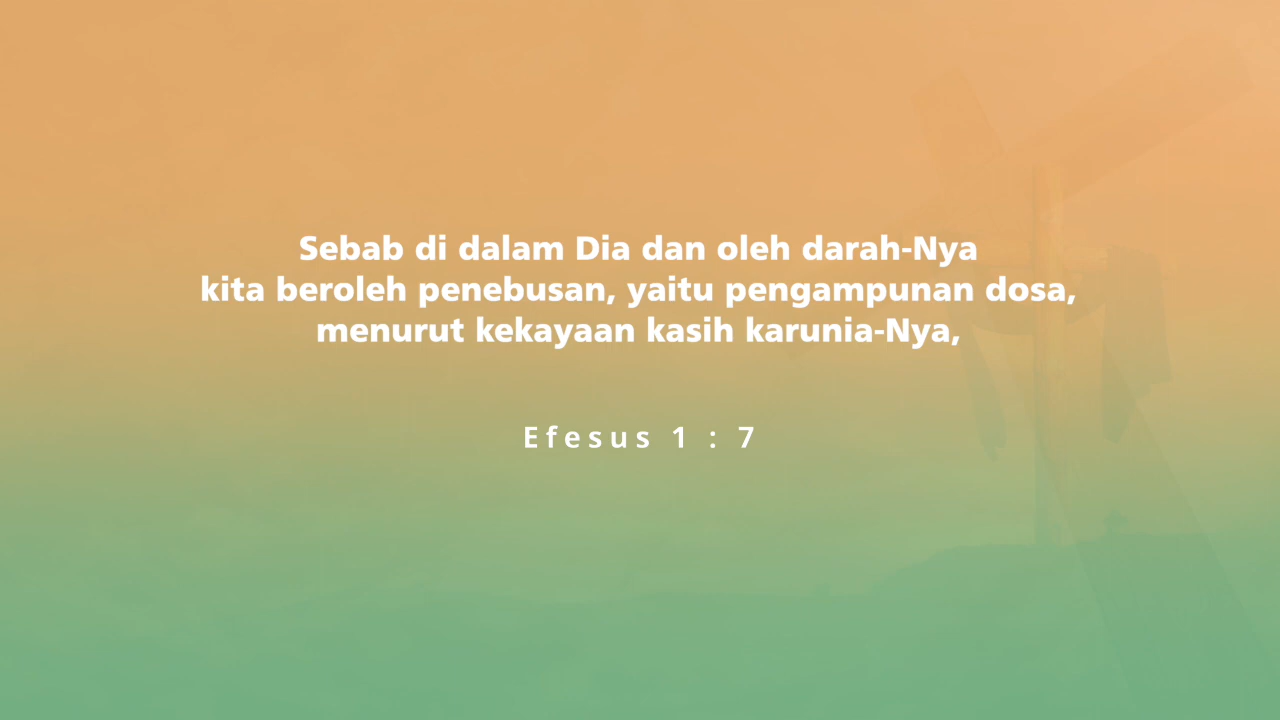 Sebab di dalam Dia dan oleh darah-Nya
kita beroleh penebusan, yaitu pengampunan dosa,
menurut kekayaan kasih karunia-Nya,
Efesus 1 : 7